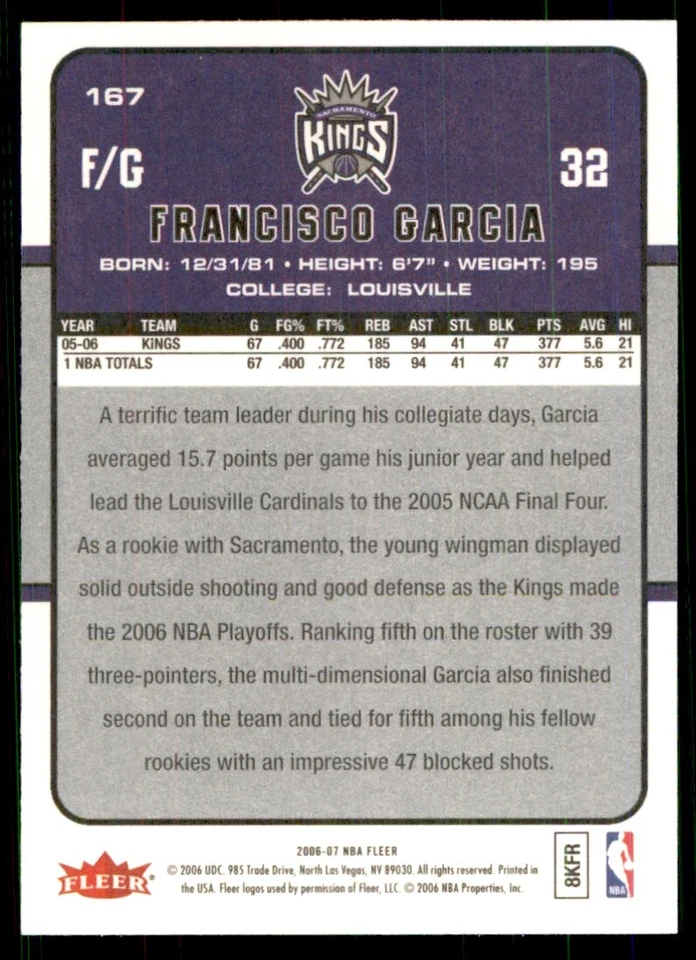 167
SACRAMENTO
KINGS
F/G
32
FRANCISCO GARCIA
BORN: 12/31/81 • HEIGHT: 6'7" • WEIGHT: 195
COLLEGE: LOUISVILLE
YEAR TEAM G FG% FT% REB AST STL BLK PTS AVG HI
05-06 KINGS 67 .400 .772 185 94 41 47 377 5.6 21
1 NBA TOTALS 67 .400 .772 185 94 41 47 377 5.6 21
A terrific team leader during his collegiate days, Garcia
averaged 15.7 points per game his junior year and helped
lead the Louisville Cardinals to the 2005 NCAA Final Four.
As a rookie with Sacramento, the young wingman displayed
solid outside shooting and good defense as the Kings made
the 2006 NBA Playoffs. Ranking fifth on the roster with 39
three-pointers, the multi-dimensional Garcia also finished
second on the team and tied for fifth among his fellow
rookies with an impressive 47 blocked shots.
2006-07 NBA FLEER
© 2006 UDC. 985 Trade Drive, North Las Vegas, NV 89030. All rights reserved. Printed in
the USA. Fleer logos used by permission of Fleer, LLC. © 2006 NBA Properties, Inc.
FLEER®
8KFR
NBA